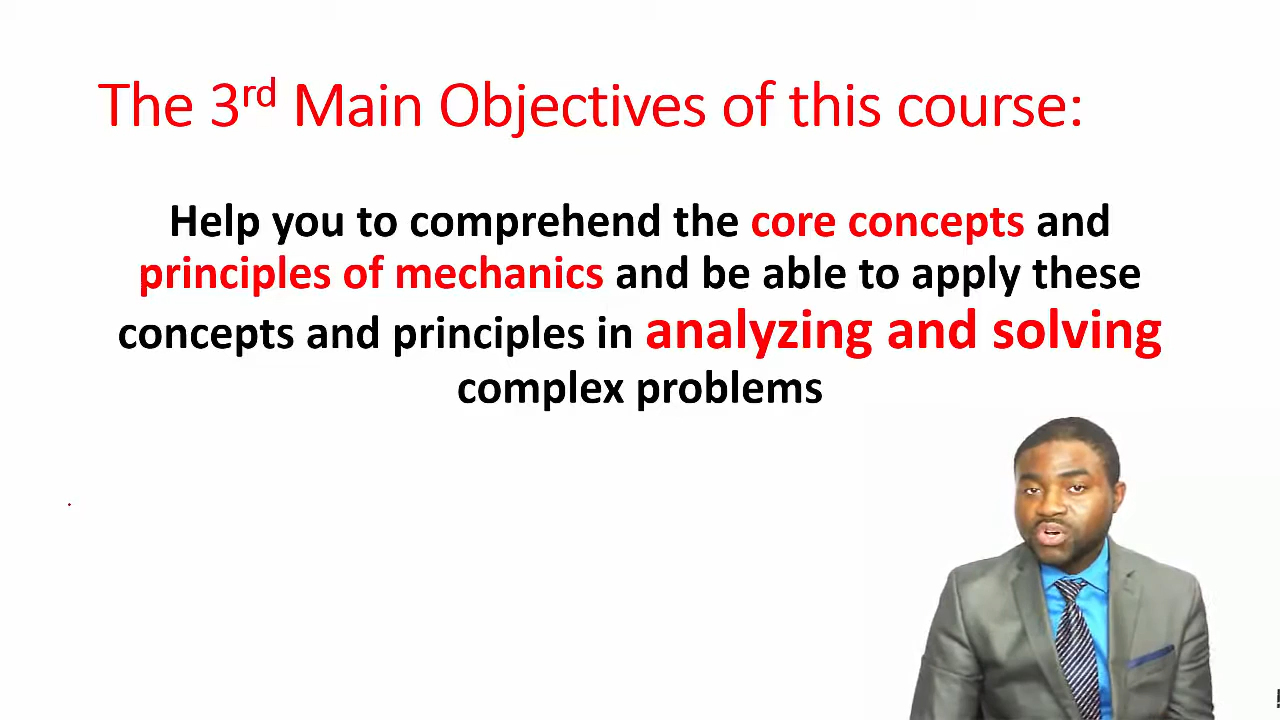 The 3rd Main Objectives of this course:
Help you to comprehend the core concepts and
principles of mechanics and be able to apply these
concepts and principles in analyzing and solving
complex problems